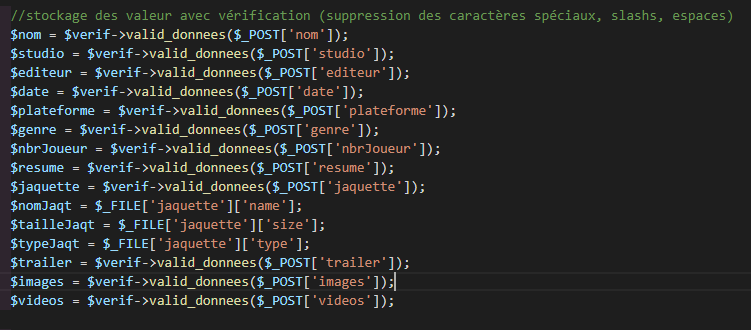 //stockage des valeur avec vérification (suppression des caractères spéciaux, slashs, espaces)
$nom = $verif->valid_donnees($_POST['nom']);
$studio = $verif->valid_donnees($_POST['studio']);
$editeur = $verif->valid_donnees($_POST['editeur']);
$date = $verif->valid_donnees($_POST['date']);
$plateforme = $verif->valid_donnees($_POST['plateforme']);
$genre = $verif->valid_donnees($_POST['genre']);
$nbrJoueur = $verif->valid_donnees($_POST['nbrJoueur']);
$resume = $verif->valid_donnees($_POST['resume']);
$jaquette = $verif->valid_donnees($_POST['jaquette']);
$nomJaqt = $_FILE['jaquette']['name'];
$tailleJaqt = $_FILE['jaquette']['size'];
$typeJaqt = $_FILE['jaquette']['type'];
$trailer = $verif->valid_donnees($_POST['trailer']);
$images = $verif->valid_donnees($_POST['images']);
$videos = $verif->valid_donnees($_POST['videos']);